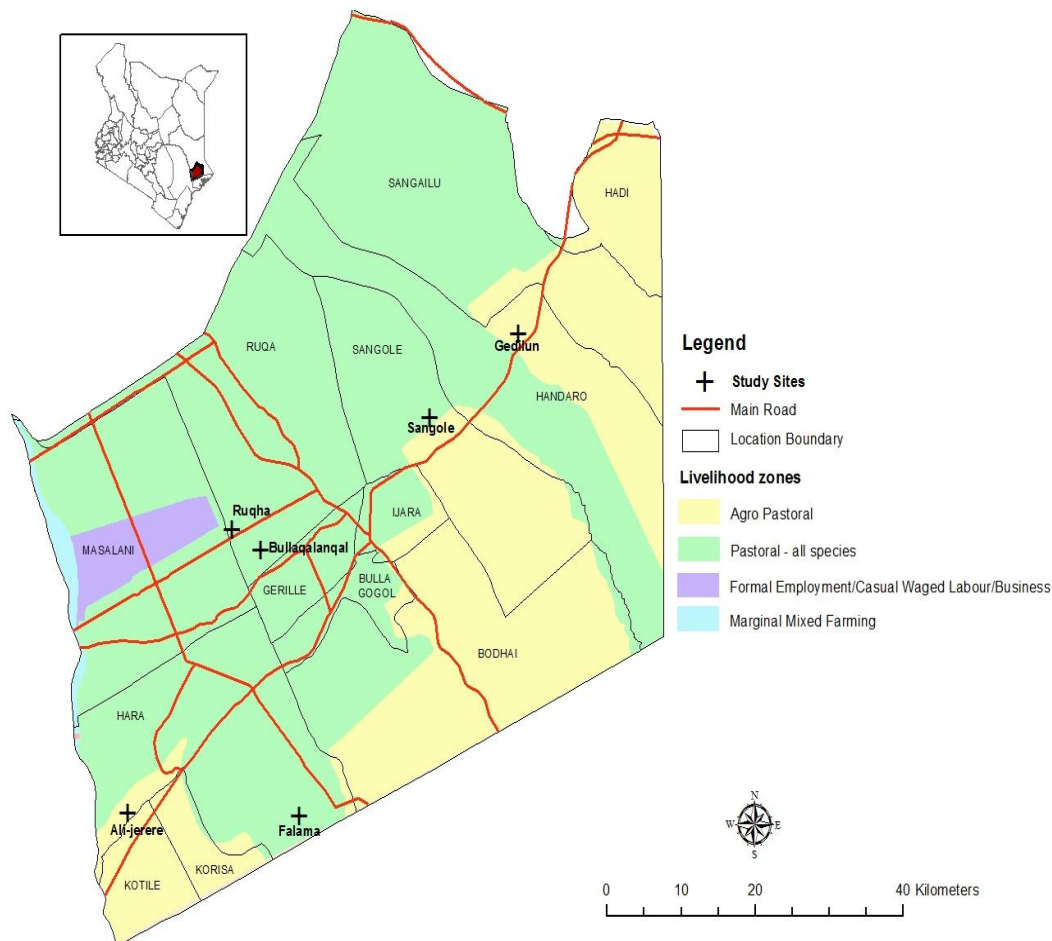 SANGAILU
HADI
RUQA
SANGOLE
Gedilun
HANDARO
Sangole
IJARA
Ruqha
MASALANI
Bullaqalanqal
GERILLE
BULLA
GOGOL
BODHAI
HARA
Ali-jerere
Falama
KORISA
KOTILE
Legend
Study Sites
Main Road
Location Boundary
Livelihood zones
Agro Pastoral
Pastoral - all species
Formal Employment/Casual Waged Labour/Business
Marginal Mixed Farming
N
W E
S
0 10 20 40 Kilometers